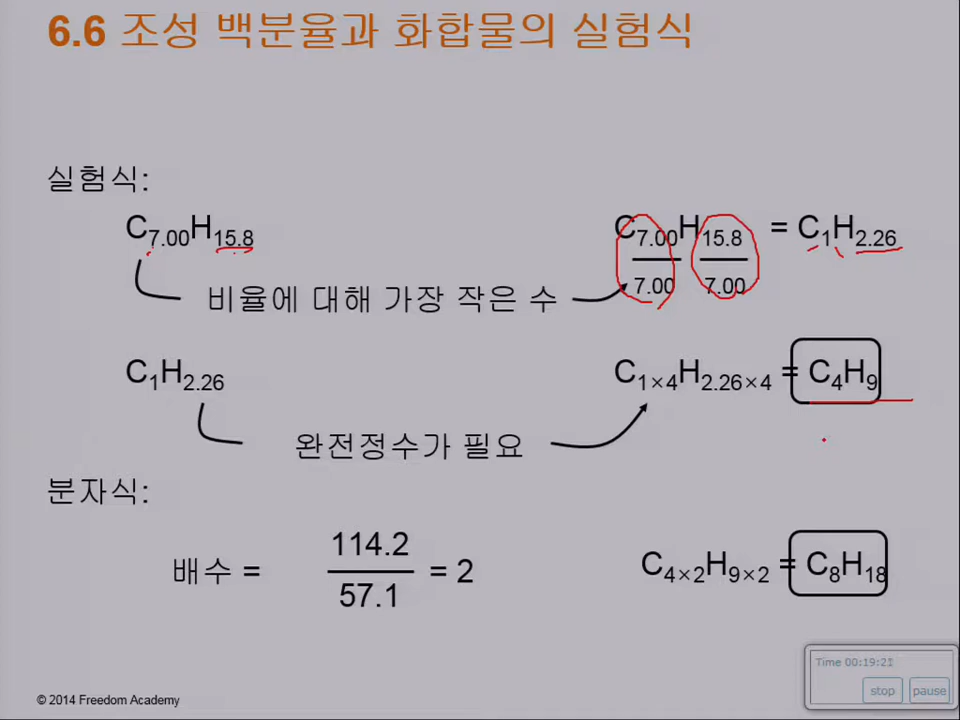 6.6 조성 백분율과 화합물의 실험식
실험식:
C7.00H15.8
C7.00/7.00 H15.8/7.00 = C1H2.26
비율에 대해 가장 작은 수
C1H2.26
C1×4H2.26×4 = C4H9
완전정수가 필요
분자식:
배수 = 114.2/57.1 = 2
C4×2H9×2 = C8H18
Time 00:19:21
stop pause
© 2014 Freedom Academy